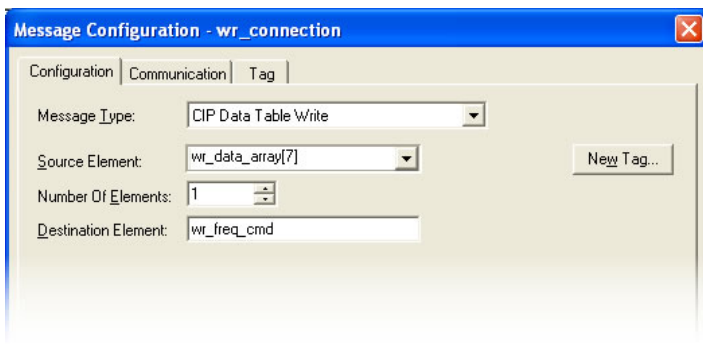 Message Configuration - wr_connection
Configuration Communication Tag
Message Type: CIP Data Table Write
Source Element: wr_data_array[7] New Tag...
Number Of Elements: 1
Destination Element: wr_freq_cmd